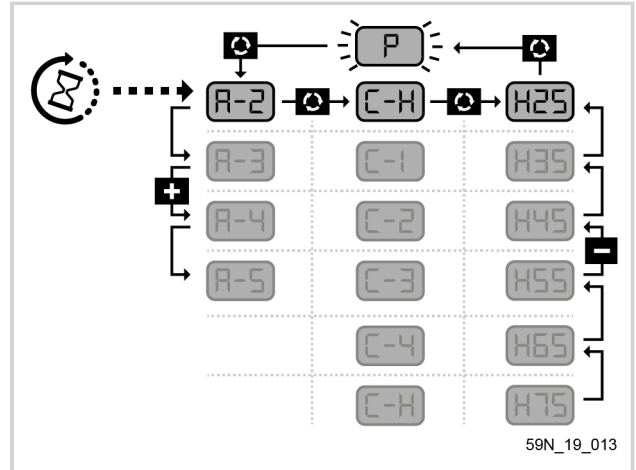 P
A-2 C-H H25
A-3 C-1 H35
+
A-4 C-2 H45
-
A-5 C-3 H55
C-4 H65
C-H H75
59N_19_013